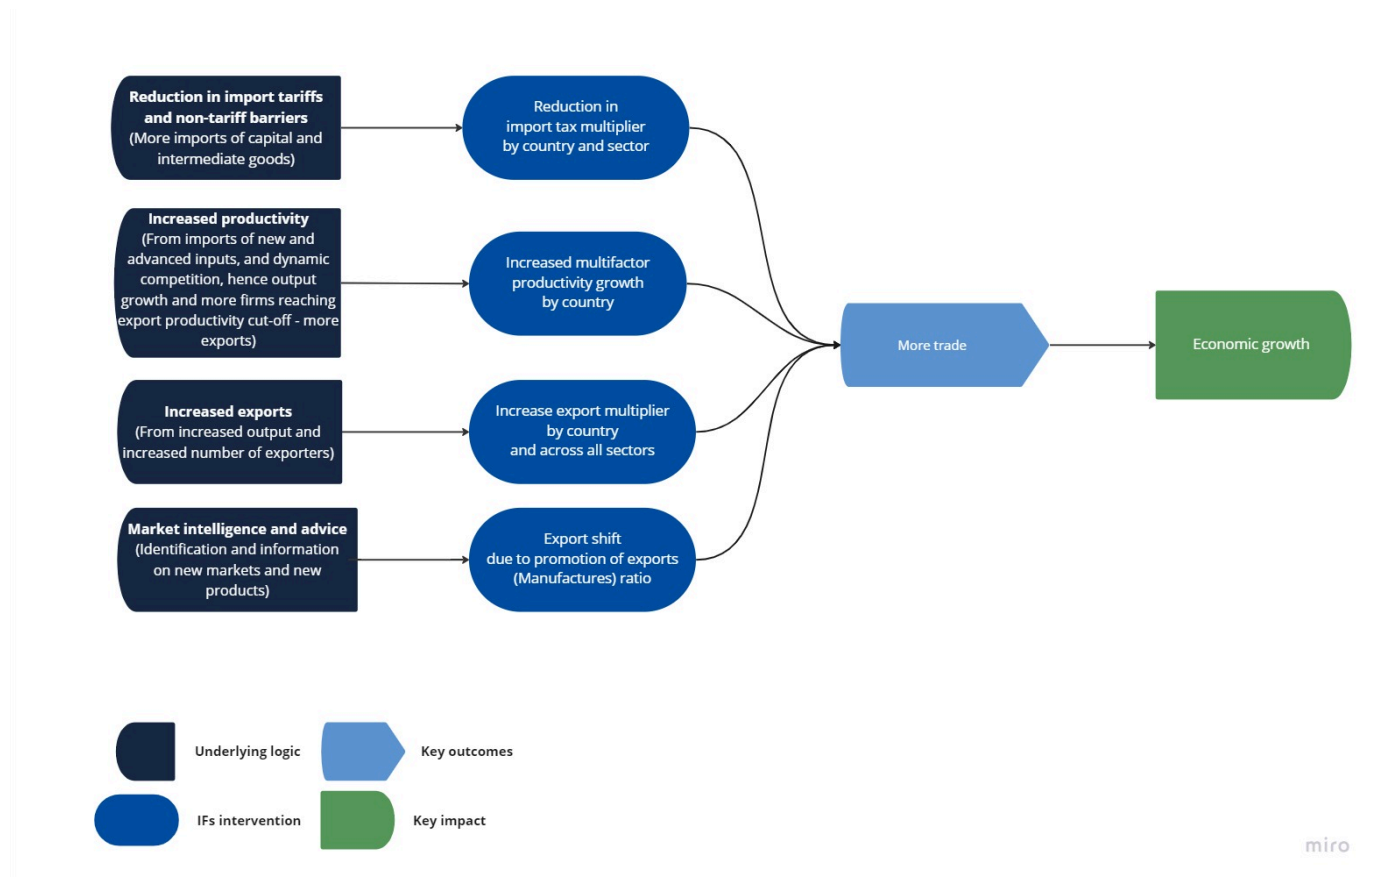 Reduction in import tariffs
and non-tariff barriers
(More imports of capital and
intermediate goods)
Reduction in
import tax multiplier
by country and sector
Increased productivity
(From imports of new and
advanced inputs, and dynamic
competition, hence output
growth and more firms reaching
export productivity cut-off - more
exports)
Increased multifactor
productivity growth
by country
More trade
Economic growth
Increased exports
(From increased output and
increased number of exporters)
Increase export multiplier
by country
and across all sectors
Market intelligence and advice
(Identification and information
on new markets and new
products)
Export shift
due to promotion of exports
(Manufactures) ratio
Underlying logic
Key outcomes
IFs intervention
Key impact
miro